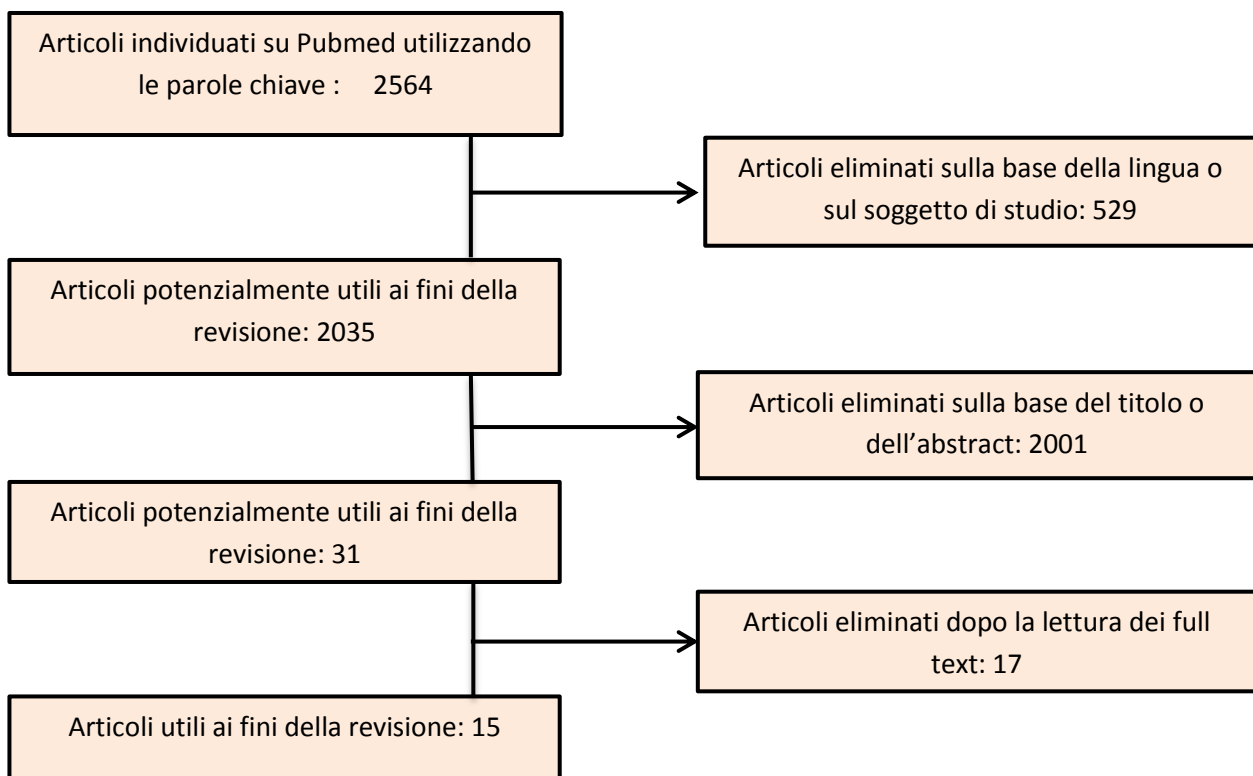 Articoli individuati su Pubmed utilizzando
le parole chiave :    2564
Articoli eliminati sulla base della lingua o
sul soggetto di studio: 529
Articoli potenzialmente utili ai fini della
revisione: 2035
Articoli eliminati sulla base del titolo o
dell’abstract: 2001
Articoli potenzialmente utili ai fini della
revisione: 31
Articoli eliminati dopo la lettura dei full
text: 17
Articoli utili ai fini della revisione: 15